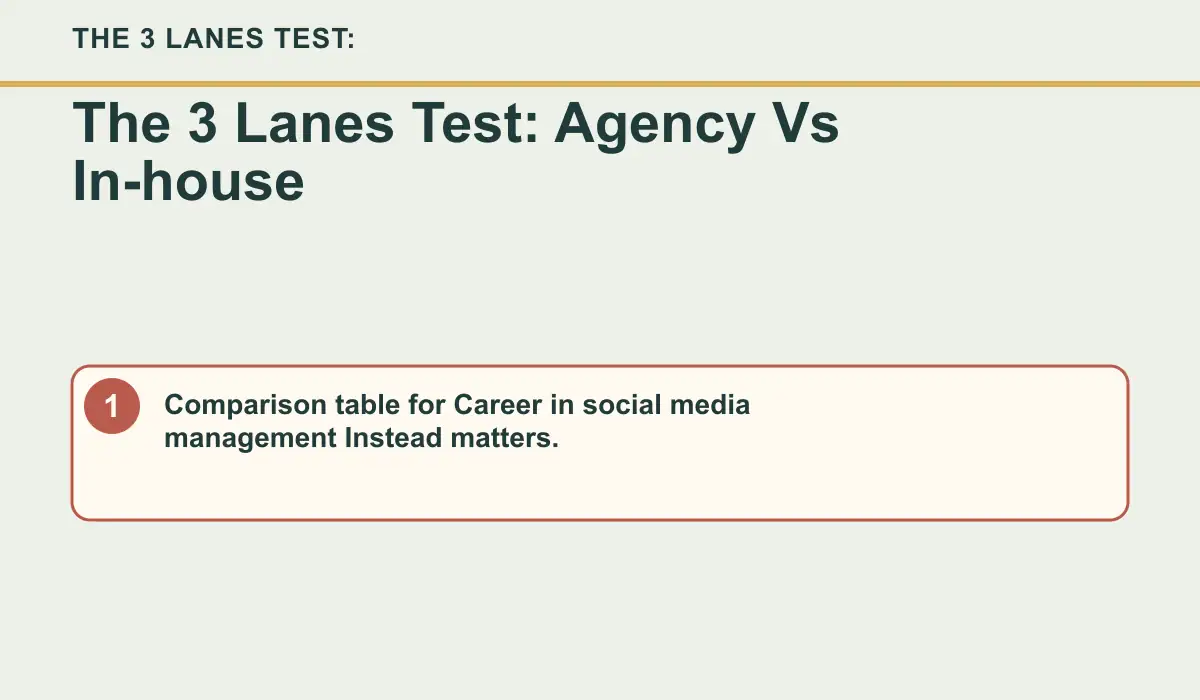 THE 3 LANES TEST:
The 3 Lanes Test: Agency Vs
In-house
1
Comparison table for Career in social media
management Instead matters.